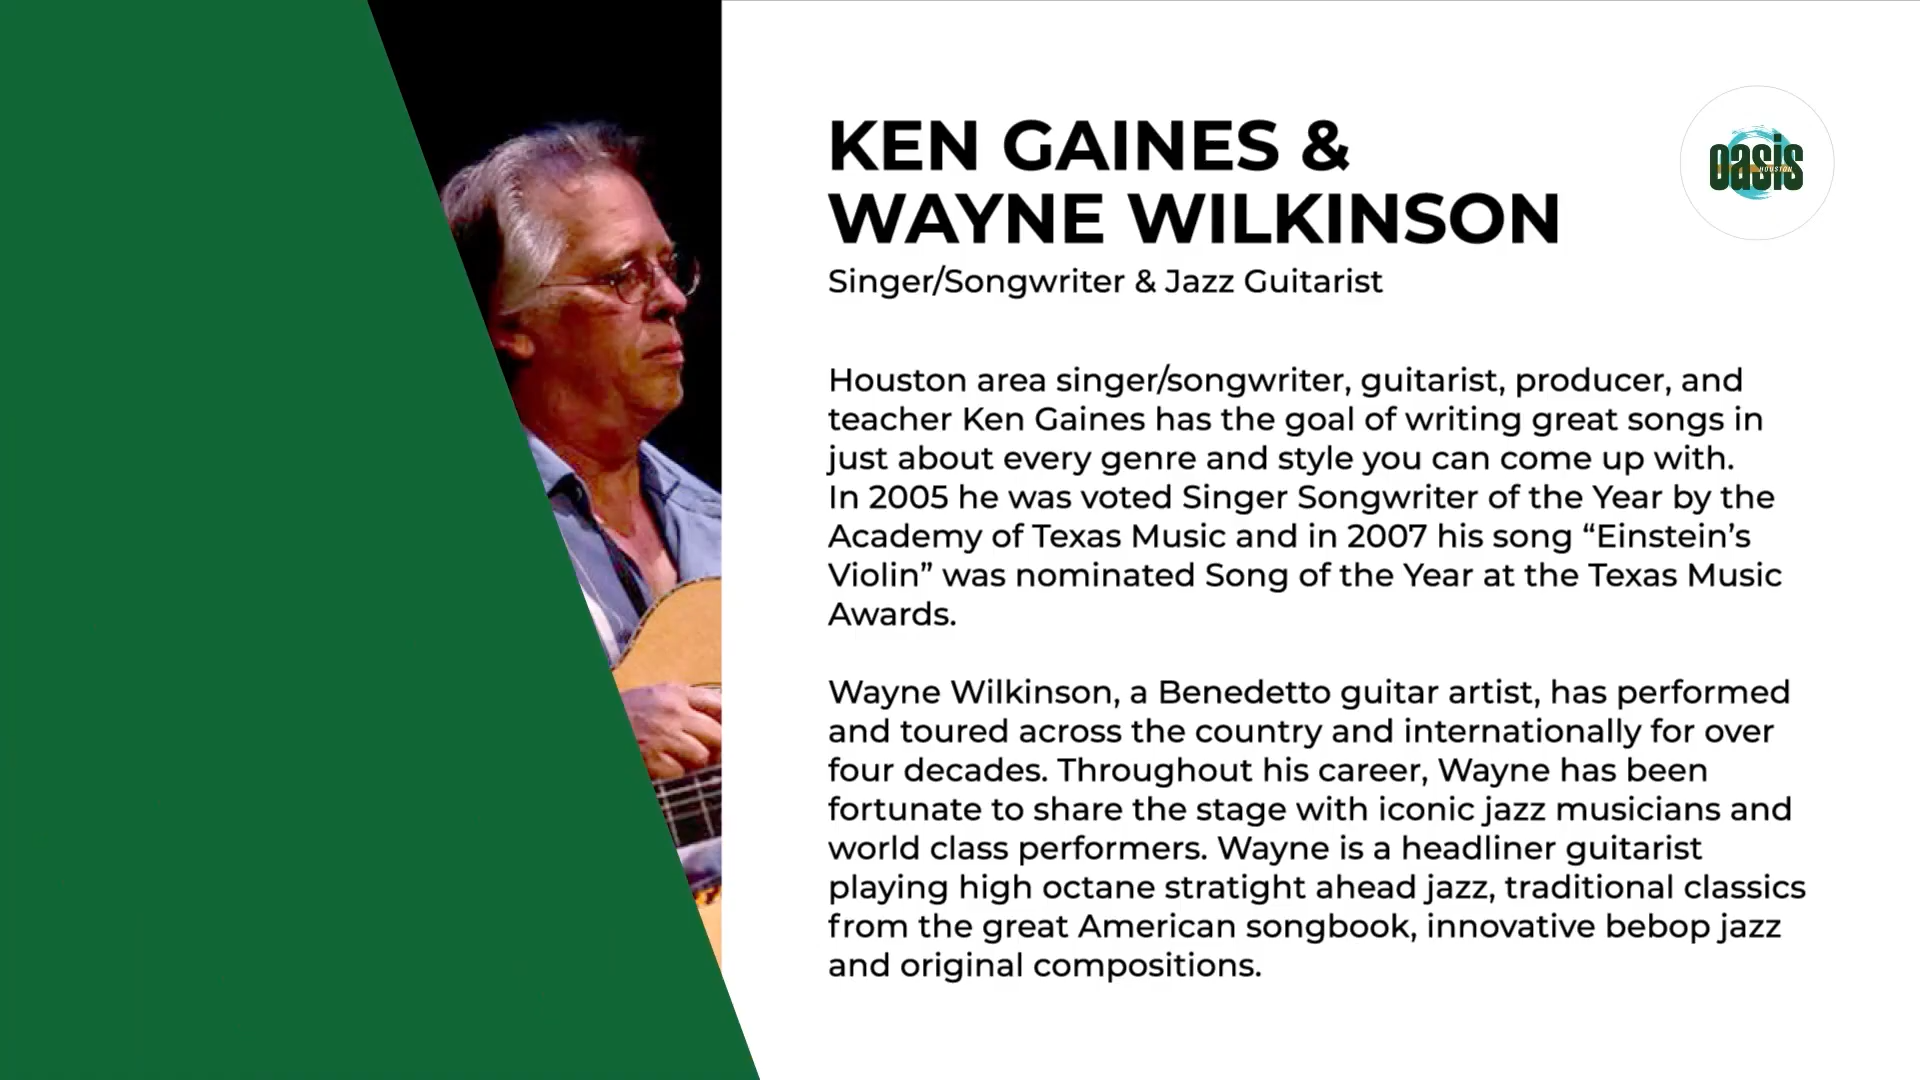 KEN GAINES &
WAYNE WILKINSON
oasis
HOUSTON
Singer/Songwriter & Jazz Guitarist
Houston area singer/songwriter, guitarist, producer, and
teacher Ken Gaines has the goal of writing great songs in
just about every genre and style you can come up with.
In 2005 he was voted Singer Songwriter of the Year by the
Academy of Texas Music and in 2007 his song “Einstein’s
Violin” was nominated Song of the Year at the Texas Music
Awards.
Wayne Wilkinson, a Benedetto guitar artist, has performed
and toured across the country and internationally for over
four decades. Throughout his career, Wayne has been
fortunate to share the stage with iconic jazz musicians and
world class performers. Wayne is a headliner guitarist
playing high octane stratight ahead jazz, traditional classics
from the great American songbook, innovative bebop jazz
and original compositions.